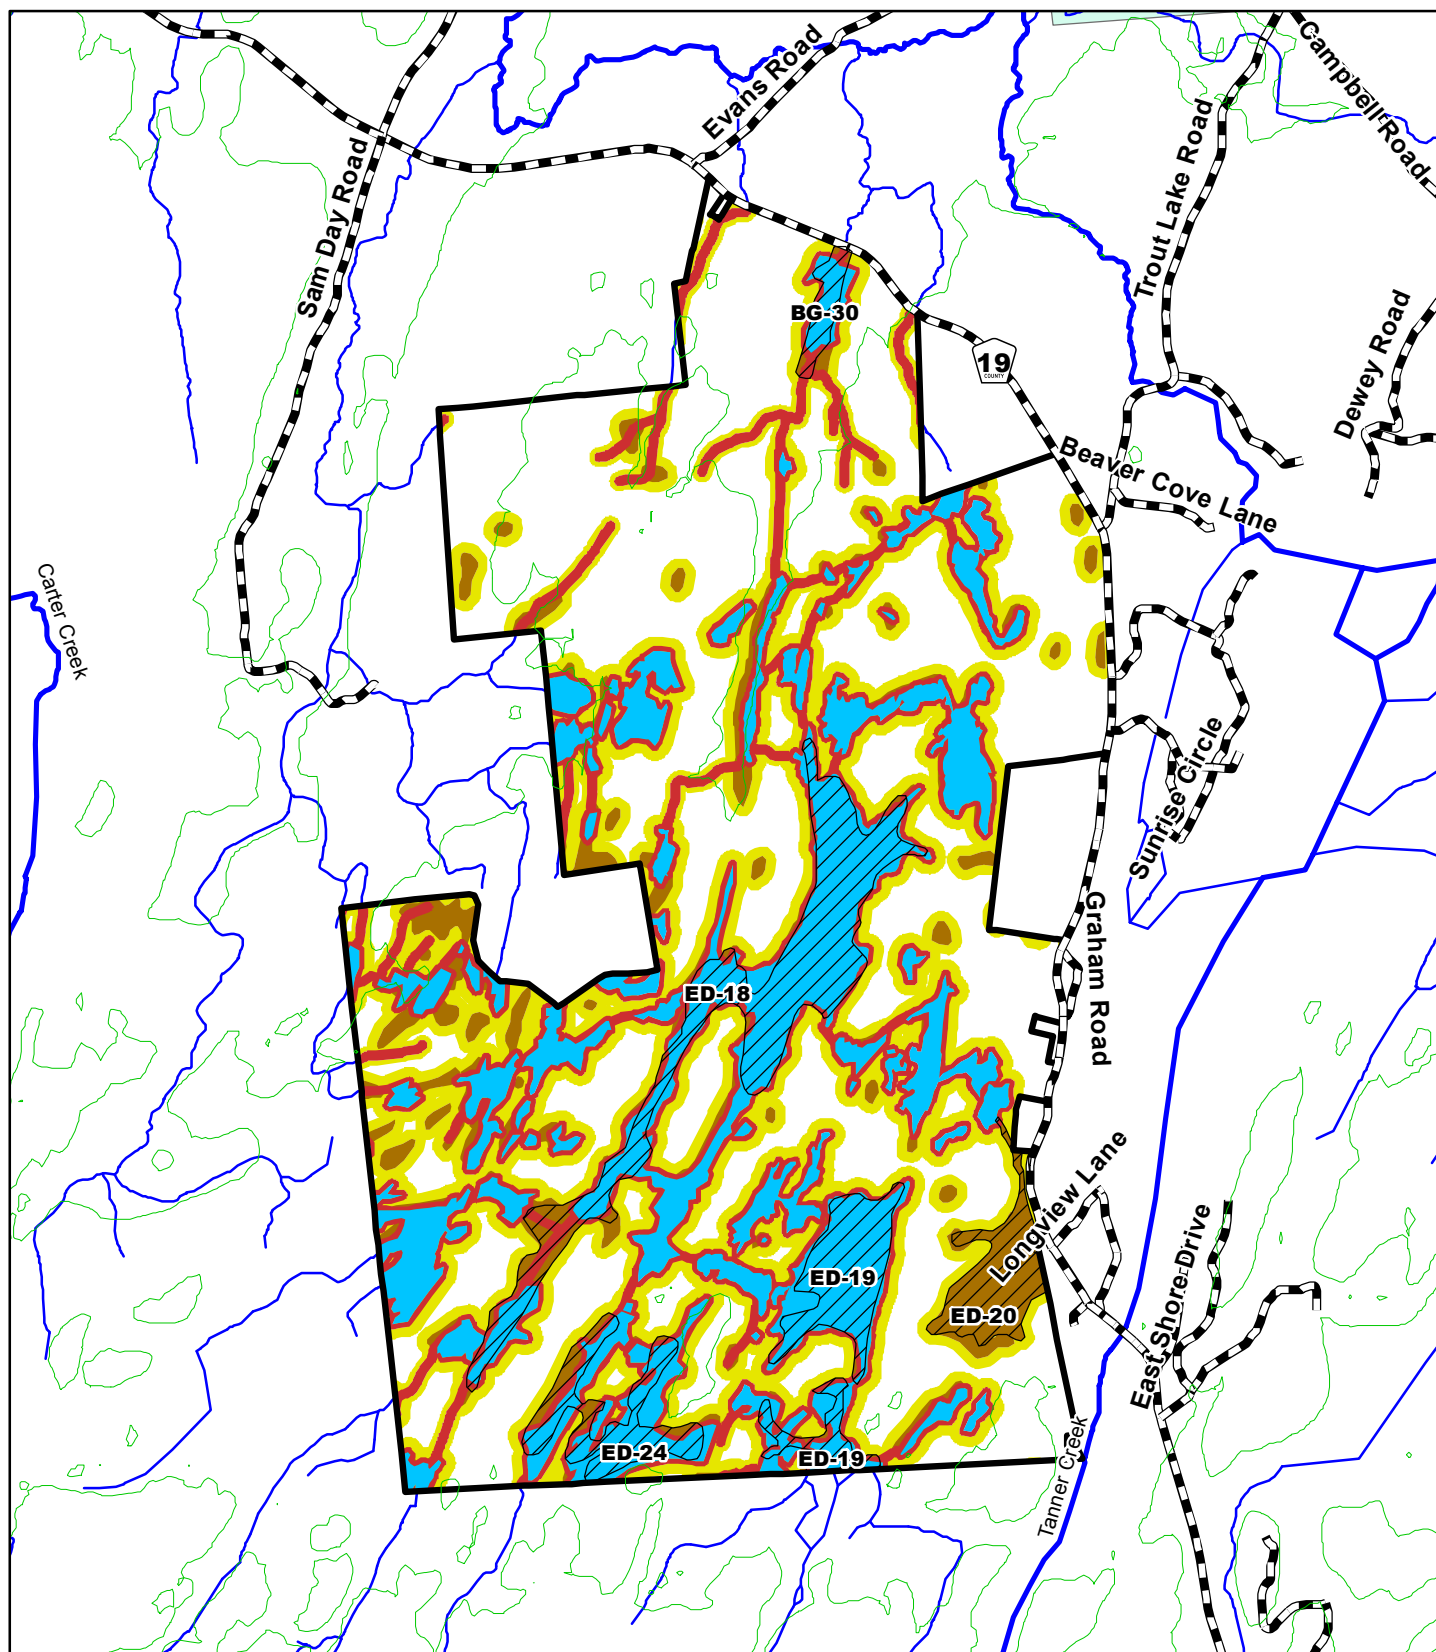 Evans Road
Campbell Road
Sam Day Road
Trout Lake Road
BG-30
19
COUNTY
Dewey Road
Beaver Cove Lane
Carter Creek
Sunrise Circle
Graham Road
ED-18
Longview Lane
ED-19
ED-20
East Shore Drive
ED-24
ED-19
Tanner Creek